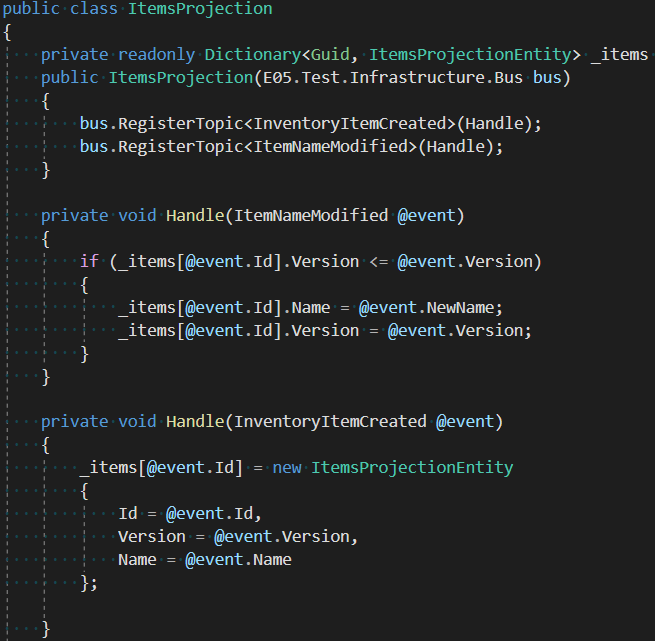 public class ItemsProjection
{
    private readonly Dictionary<Guid, ItemsProjectionEntity> _items
    public ItemsProjection(E05.Test.Infrastructure.Bus bus)
    {
        bus.RegisterTopic<InventoryItemCreated>(Handle);
        bus.RegisterTopic<ItemNameModified>(Handle);
    }
    private void Handle(ItemNameModified @event)
    {
        if (_items[@event.Id].Version <= @event.Version)
        {
            _items[@event.Id].Name = @event.NewName;
            _items[@event.Id].Version = @event.Version;
        }
    }
    private void Handle(InventoryItemCreated @event)
    {
        _items[@event.Id] = new ItemsProjectionEntity
        {
            Id = @event.Id,
            Version = @event.Version,
            Name = @event.Name
        };
    }